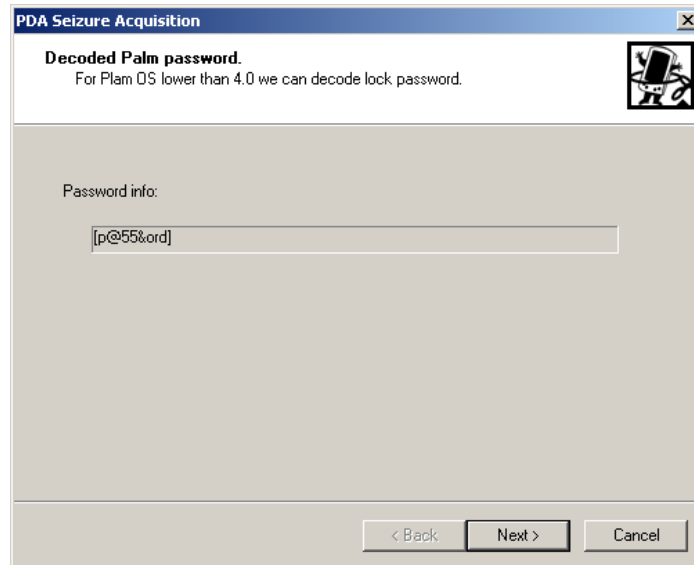 PDA Seizure Acquisition
Decoded Palm password.
For Plam OS lower than 4.0 we can decode lock password.
Password info:
[p@55&ord]
< Back
Next >
Cancel